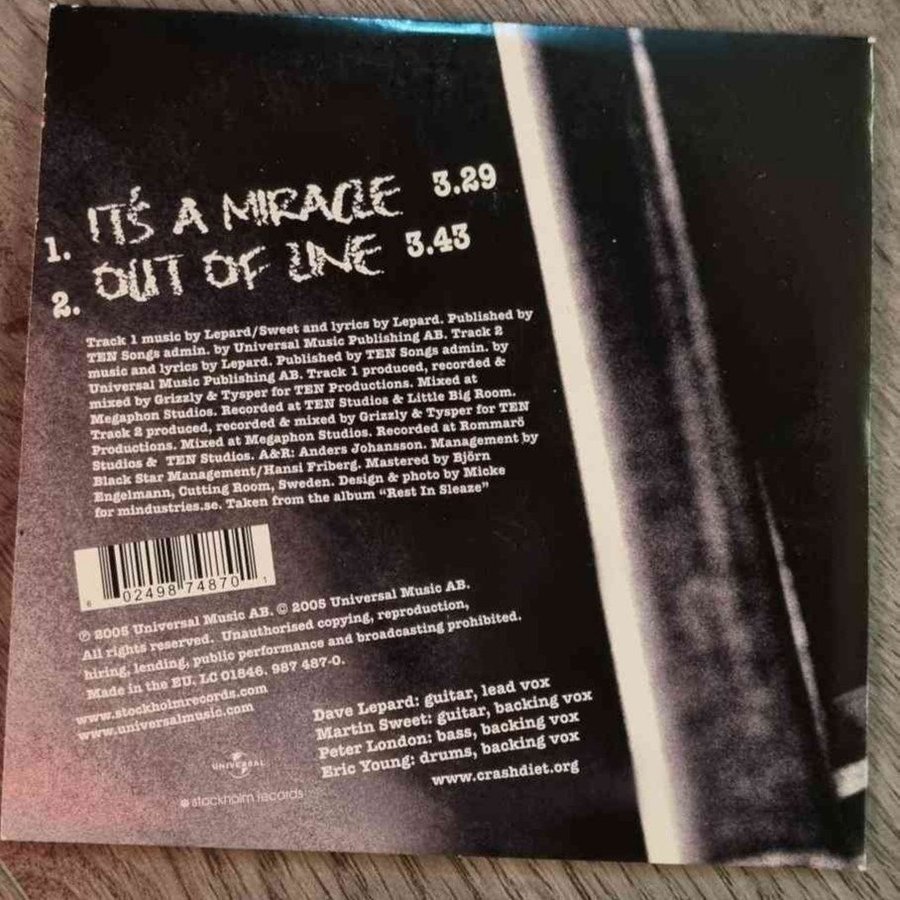 1. IT'S A MIRACLE 3.29
2. OUT OF LINE 3.43
Track 1 music by Lepard/Sweet and lyrics by Lepard. Published by
TEN Songs admin. by Universal Music Publishing AB. Track 2
music and lyrics by Lepard. Published by TEN Songs admin. by
Universal Music Publishing AB. Track 1 produced, recorded &
mixed by Grizzly & Tysper for TEN Productions. Mixed at
Megaphon Studios. Recorded at TEN Studios & Little Big Room.
Track 2 produced, recorded & mixed by Grizzly & Tysper for TEN
Productions. Mixed at Megaphon Studios. Recorded at Rommarö
Studios & TEN Studios. A&R: Anders Johansson. Management by
Black Star Management/Hansi Friberg. Mastered by Björn
Engelmann, Cutting Room, Sweden. Design & photo by Micke
for mindustries.se. Taken from the album "Rest In Sleaze"
6 02498 74870 1
℗ 2005 Universal Music AB. © 2005 Universal Music AB.
All rights reserved. Unauthorised copying, reproduction,
hiring, lending, public performance and broadcasting prohibited.
Made in the EU. LC 01846. 987 487-0.
www.stockholmrecords.com
www.universalmusic.com
Dave Lepard: guitar, lead vox
Martin Sweet: guitar, backing vox
Peter London: bass, backing vox
Eric Young: drums, backing vox
www.crashdiet.org
UNIVERSAL
stockholm records